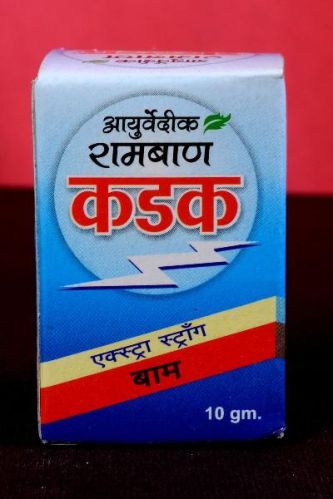 आयुर्वेदीक
रामबाण
कडक
एक्स्ट्रा स्ट्राँग
बाम
10 gm.